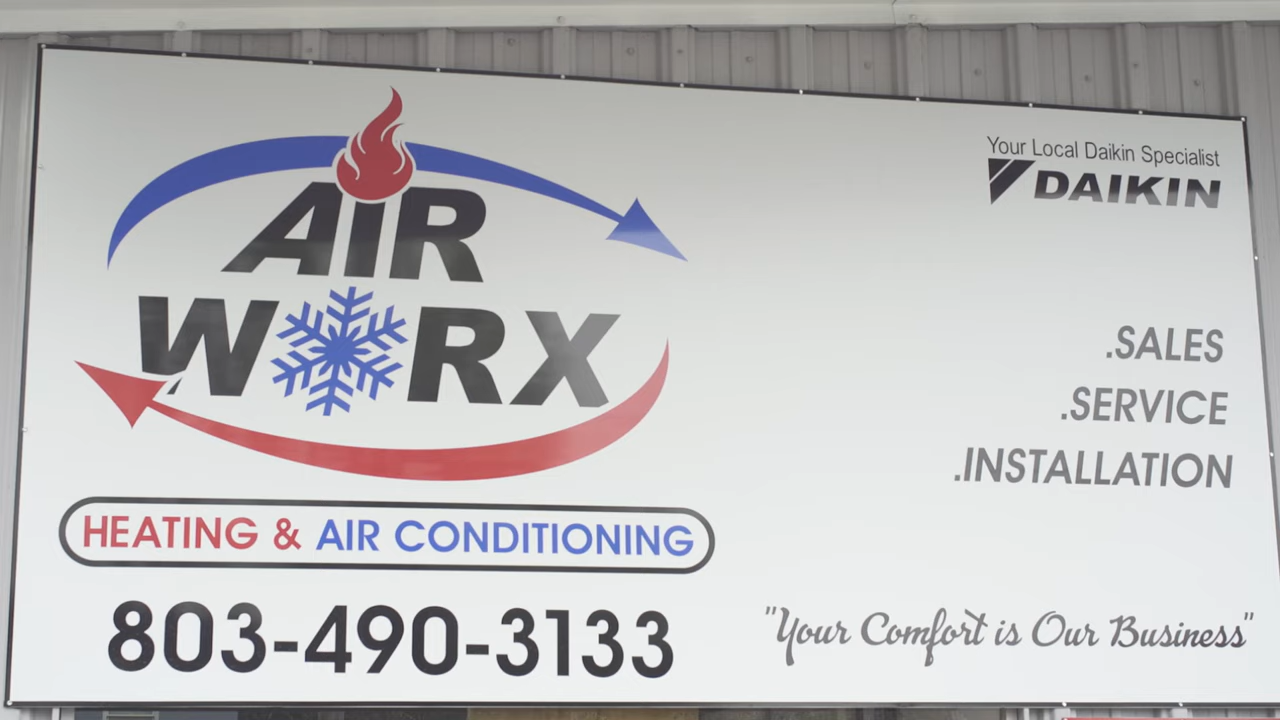 AIR
WORX
HEATING & AIR CONDITIONING
803-490-3133
Your Local Daikin Specialist
DAIKIN
.SALES
.SERVICE
.INSTALLATION
"Your Comfort is Our Business"